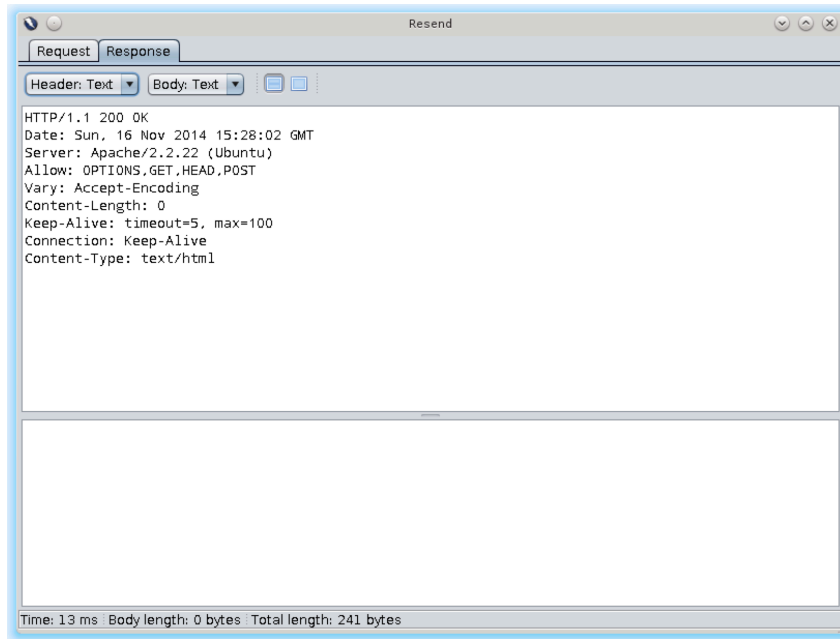 Resend
Request Response
Header: Text Body: Text
HTTP/1.1 200 OK
Date: Sun, 16 Nov 2014 15:28:02 GMT
Server: Apache/2.2.22 (Ubuntu)
Allow: OPTIONS,GET,HEAD,POST
Vary: Accept-Encoding
Content-Length: 0
Keep-Alive: timeout=5, max=100
Connection: Keep-Alive
Content-Type: text/html
Time: 13 ms Body length: 0 bytes Total length: 241 bytes